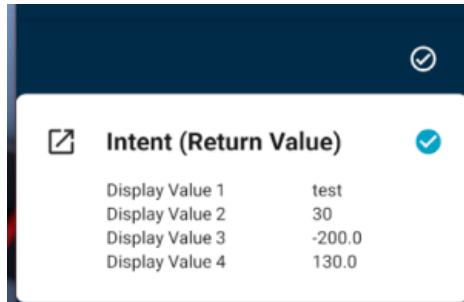 Intent (Return Value)
Display Value 1 test
Display Value 2 30
Display Value 3 -200.0
Display Value 4 130.0